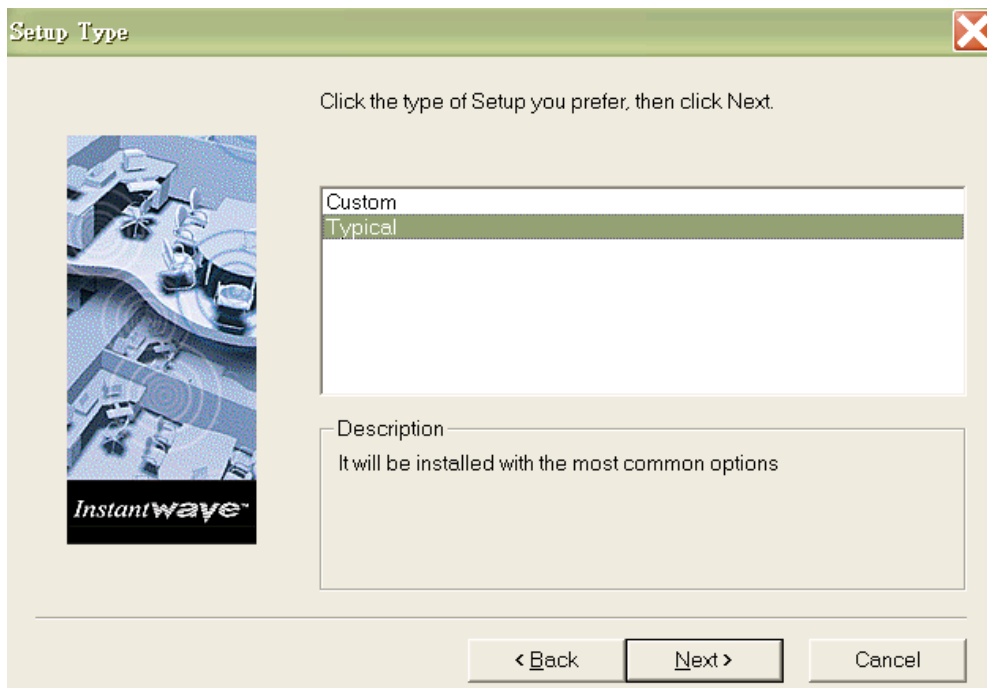 Setup Type
Click the type of Setup you prefer, then click Next.
Custom
Typical
Description
It will be installed with the most common options
Instantwave™
< Back
Next >
Cancel